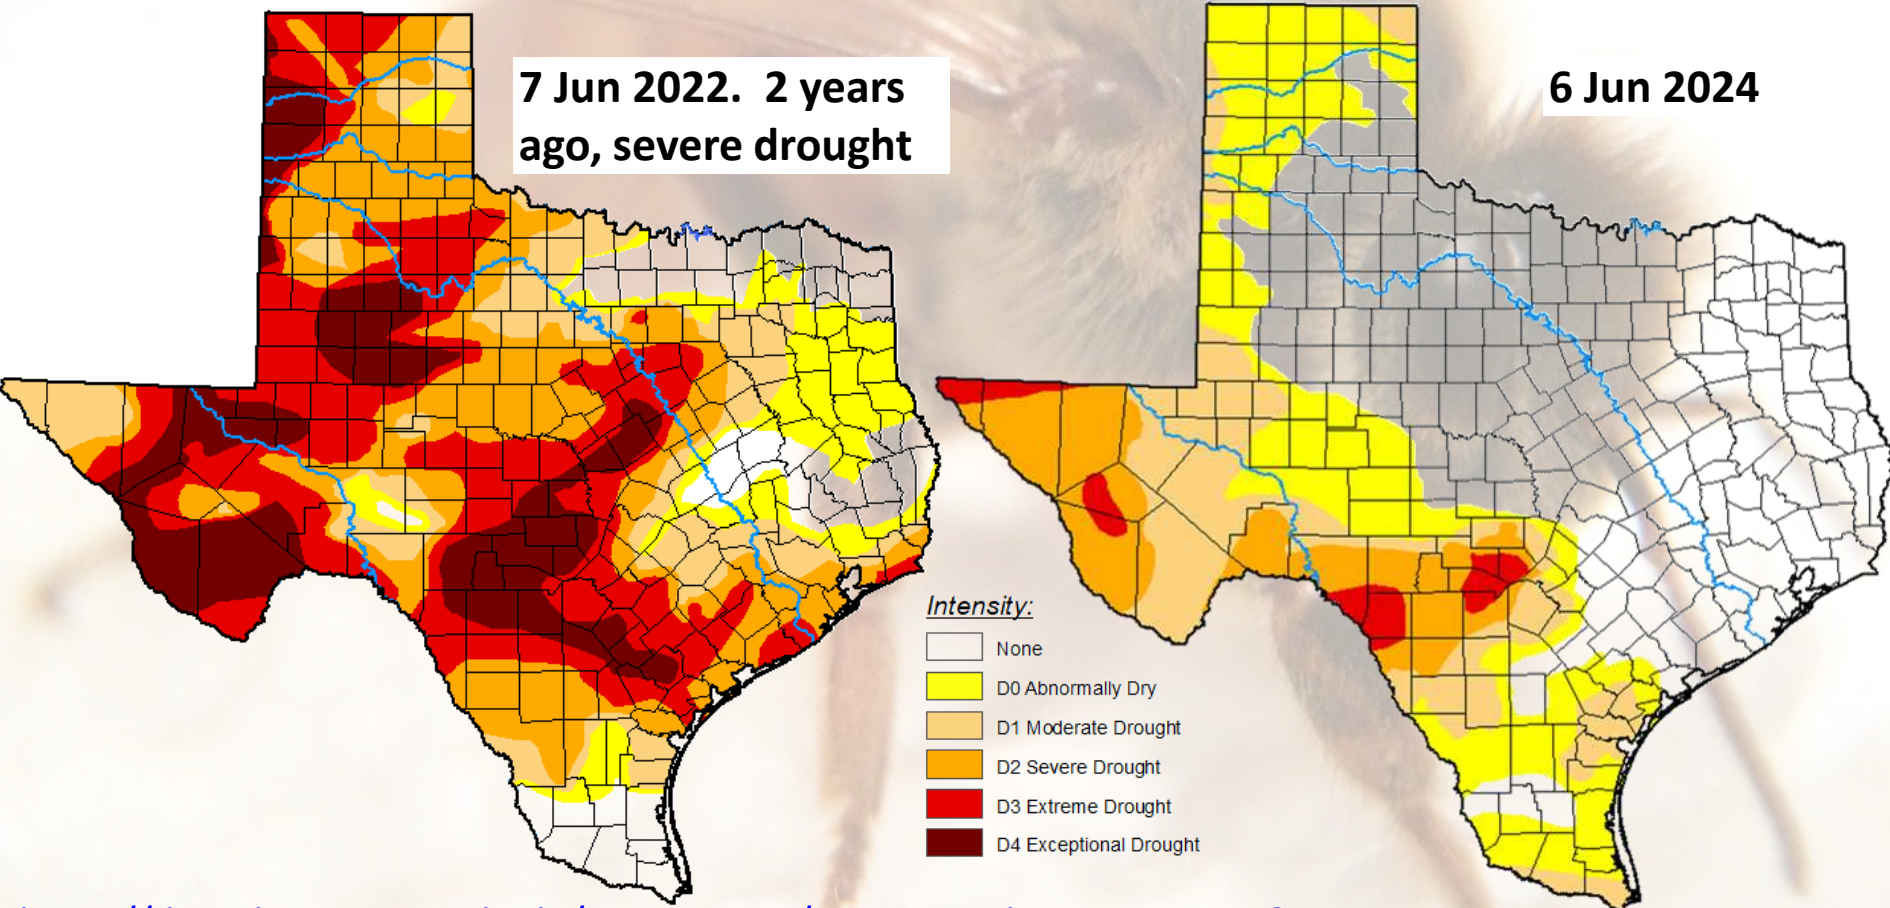 7 Jun 2022.  2 years
ago, severe drought
6 Jun 2024
Intensity:
None
D0 Abnormally Dry
D1 Moderate Drought
D2 Severe Drought
D3 Extreme Drought
D4 Exceptional Drought